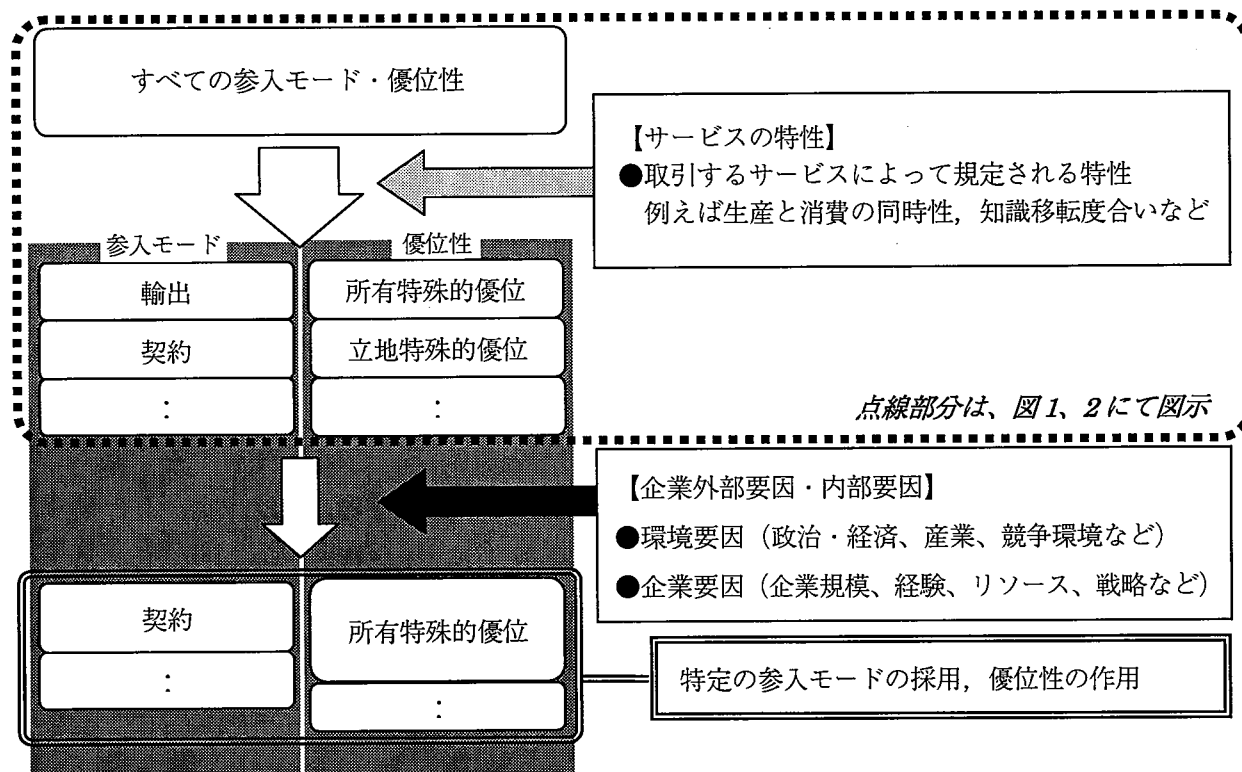 すべての参入モード・優位性
【サービスの特性】
●取引するサービスによって規定される特性
例えば生産と消費の同時性，知識移転度合いなど
参入モード
優位性
輸出
所有特殊的優位
契約
立地特殊的優位
：
：
点線部分は、図1、2にて図示
【企業外部要因・内部要因】
●環境要因（政治・経済、産業、競争環境など）
●企業要因（企業規模、経験、リソース、戦略など）
契約
所有特殊的優位
：
：
特定の参入モードの採用，優位性の作用